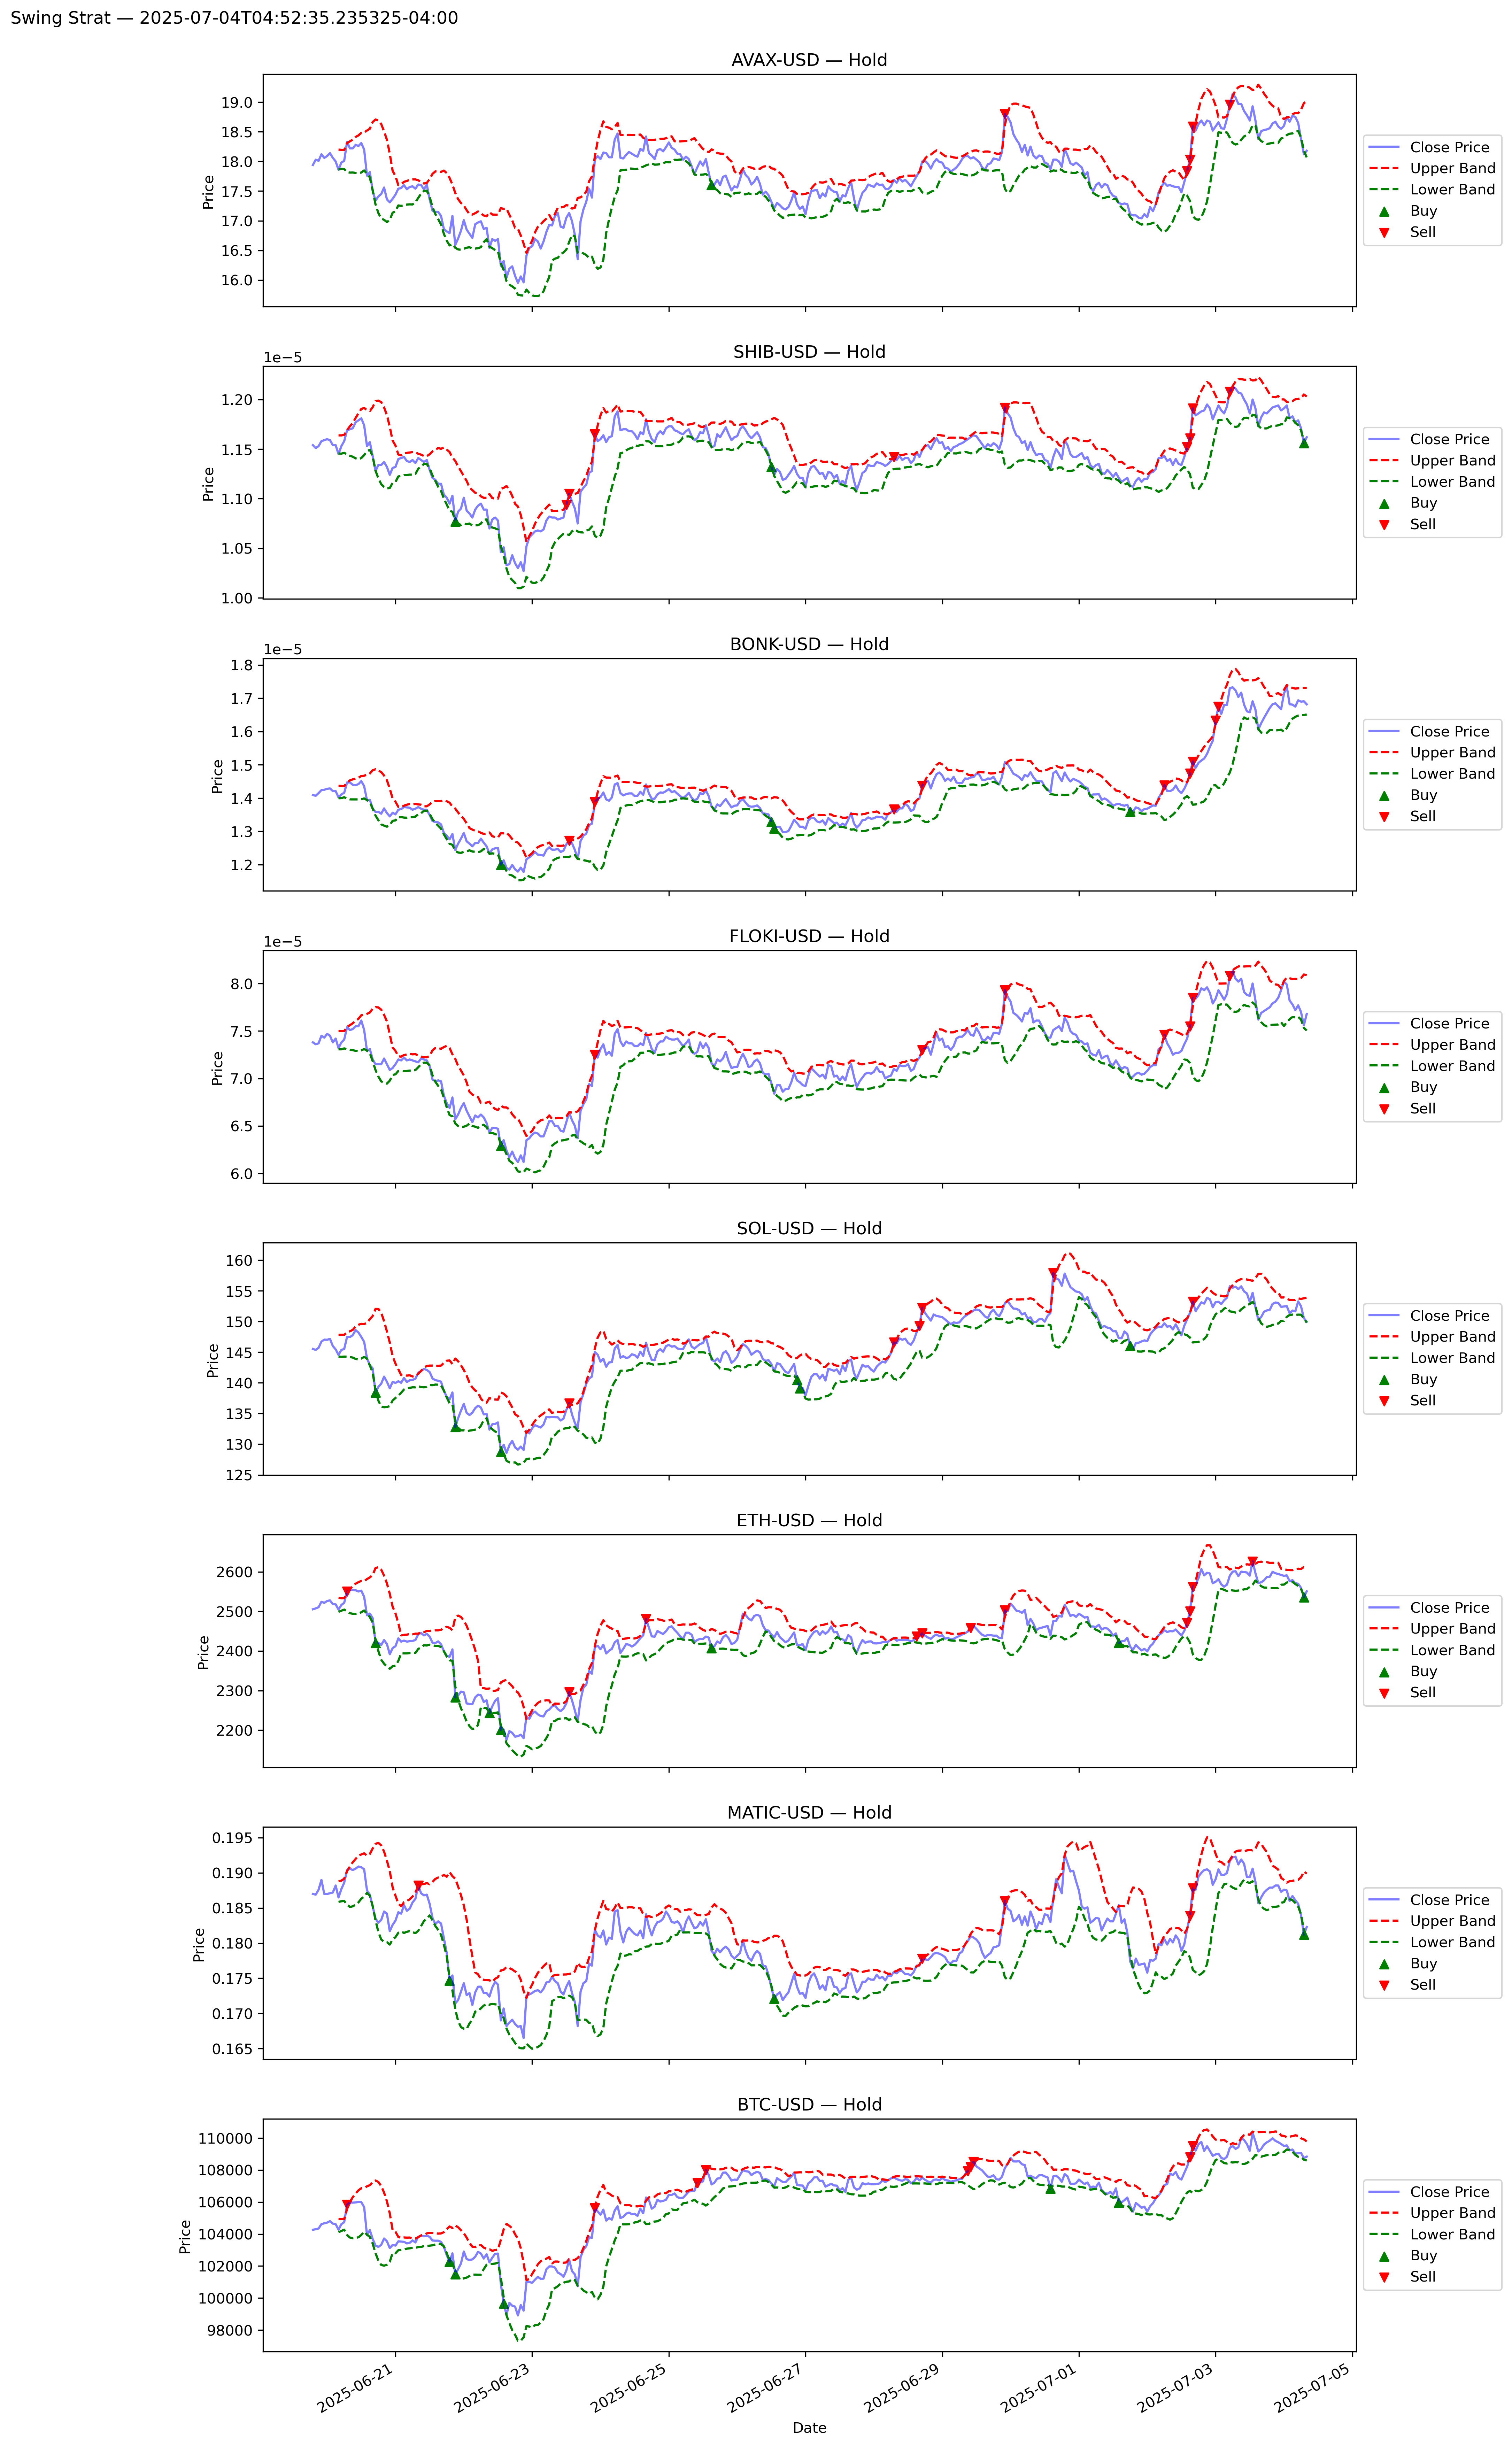 Swing Strat — 2025-07-04T04:52:35.235325-04:00
AVAX-USD — Hold
19.0
18.5
18.0
17.5
17.0
16.5
16.0
Price
Close Price
Upper Band
Lower Band
Buy
Sell
SHIB-USD — Hold
1e−5
1.20
1.15
1.10
1.05
1.00
Price
Close Price
Upper Band
Lower Band
Buy
Sell
BONK-USD — Hold
1e−5
1.8
1.7
1.6
1.5
1.4
1.3
1.2
Price
Close Price
Upper Band
Lower Band
Buy
Sell
FLOKI-USD — Hold
1e−5
8.0
7.5
7.0
6.5
6.0
Price
Close Price
Upper Band
Lower Band
Buy
Sell
SOL-USD — Hold
160
155
150
145
140
135
130
125
Price
Close Price
Upper Band
Lower Band
Buy
Sell
ETH-USD — Hold
2600
2500
2400
2300
2200
Price
Close Price
Upper Band
Lower Band
Buy
Sell
MATIC-USD — Hold
0.195
0.190
0.185
0.180
0.175
0.170
0.165
Price
Close Price
Upper Band
Lower Band
Buy
Sell
BTC-USD — Hold
110000
108000
106000
104000
102000
100000
98000
Price
Close Price
Upper Band
Lower Band
Buy
Sell
2025-06-21
2025-06-23
2025-06-25
2025-06-27
2025-06-29
2025-07-01
2025-07-03
2025-07-05
Date